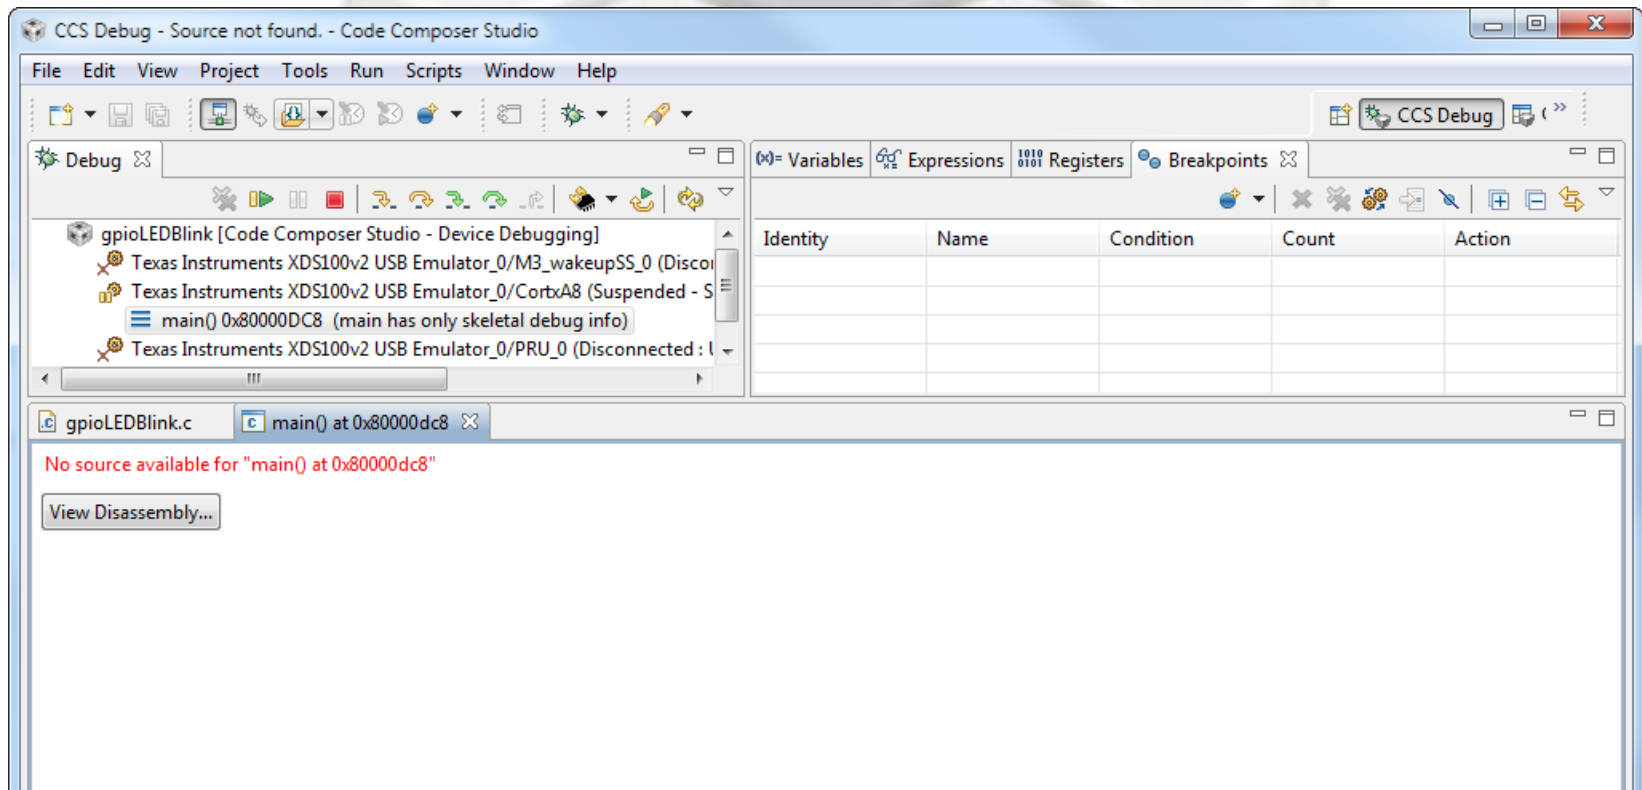 CCS Debug - Source not found. - Code Composer Studio
File Edit View Project Tools Run Scripts Window Help
CCS Debug
Debug
(x)= Variables Expressions Registers Breakpoints
gpioLEDBlink [Code Composer Studio - Device Debugging]
Texas Instruments XDS100v2 USB Emulator_0/M3_wakeupSS_0 (Discon
Texas Instruments XDS100v2 USB Emulator_0/CortxA8 (Suspended - S
main() 0x80000DC8 (main has only skeletal debug info)
Texas Instruments XDS100v2 USB Emulator_0/PRU_0 (Disconnected : U
Identity Name Condition Count Action
gpioLEDBlink.c main() at 0x80000dc8
No source available for "main() at 0x80000dc8"
View Disassembly...